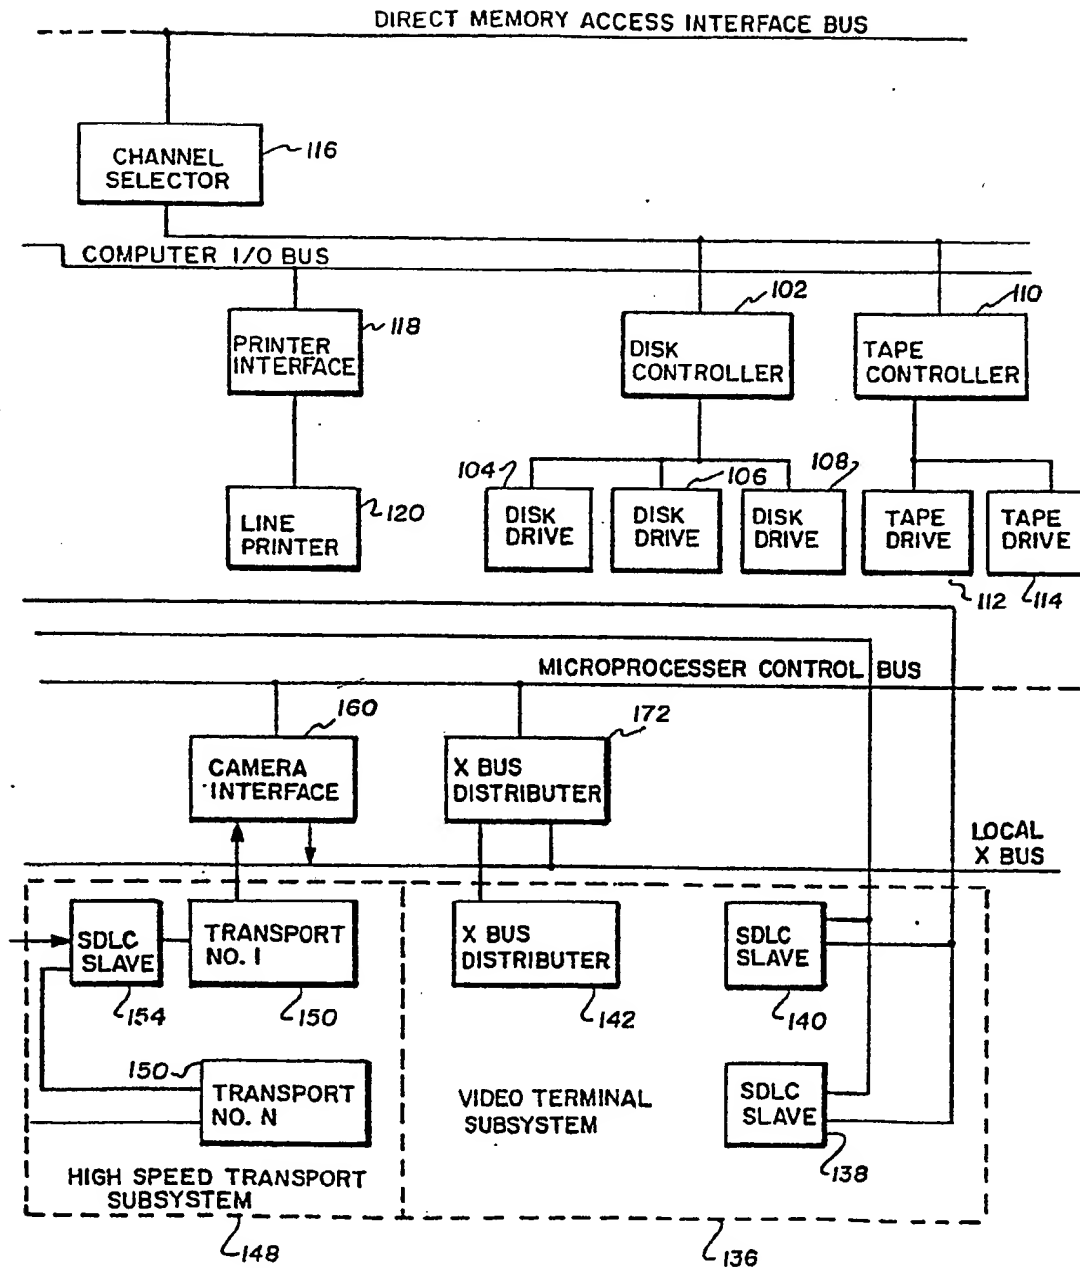 DIRECT MEMORY ACCESS INTERFACE BUS
CHANNEL
SELECTOR
116
COMPUTER I/O BUS
102
110
PRINTER
INTERFACE
118
DISK
CONTROLLER
TAPE
CONTROLLER
104
106
108
LINE
PRINTER
120
DISK
DRIVE
DISK
DRIVE
DISK
DRIVE
TAPE
DRIVE
TAPE
DRIVE
112
114
MICROPROCESSER CONTROL BUS
160
172
CAMERA
INTERFACE
X BUS
DISTRIBUTER
LOCAL
X BUS
SDLC
SLAVE
TRANSPORT
NO. 1
X BUS
DISTRIBUTER
SDLC
SLAVE
154
150
142
140
150
TRANSPORT
NO. N
VIDEO TERMINAL
SUBSYSTEM
SDLC
SLAVE
138
HIGH SPEED TRANSPORT
SUBSYSTEM
148
136